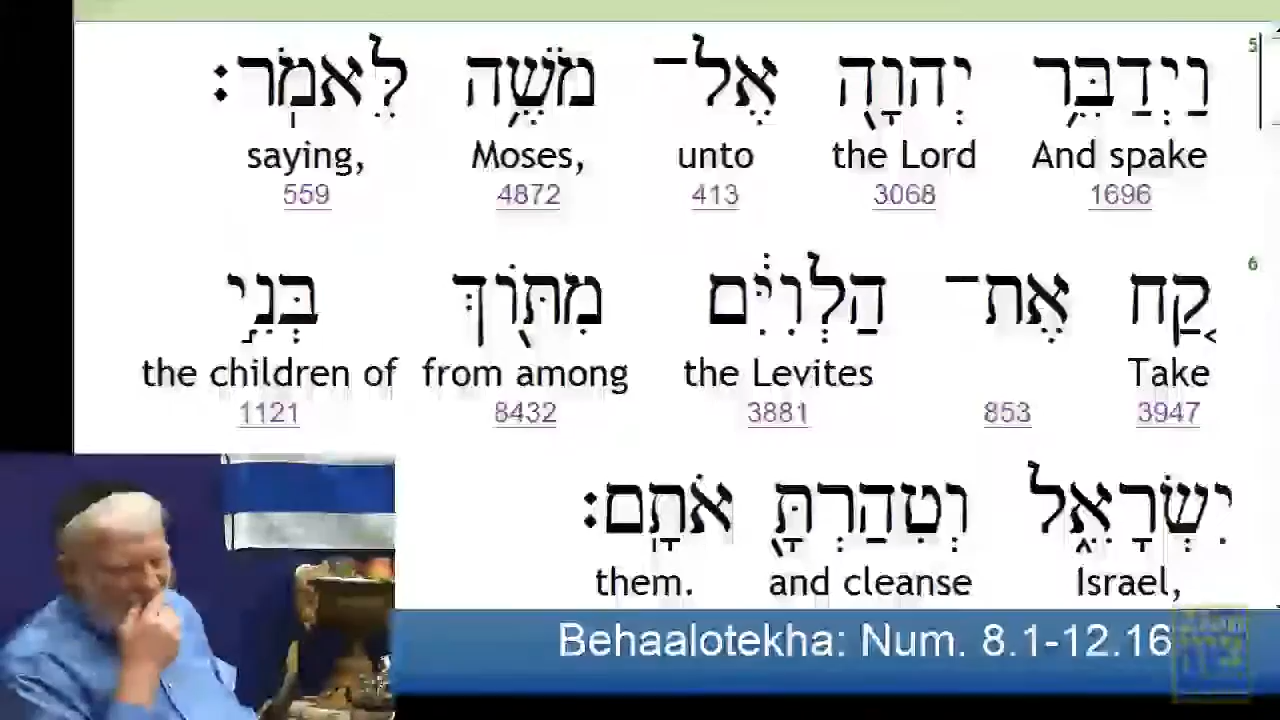 5
וַיְדַבֵּ֥ר יְהוָ֖ה אֶל־ מֹשֶׁ֥ה לֵּאמֹֽר׃
And spake the Lord unto Moses, saying,
1696 3068 413 4872 559
6
קַ֚ח אֶת־ הַלְוִיִּ֔ם מִתּ֖וֹךְ בְּנֵ֣י
Take the Levites from among the children of
3947 853 3881 8432 1121
יִשְׂרָאֵ֑ל וְטִהַרְתָּ֖ אֹתָֽם׃
Israel, and cleanse them.
Behaalotekha: Num. 8.1-12.16